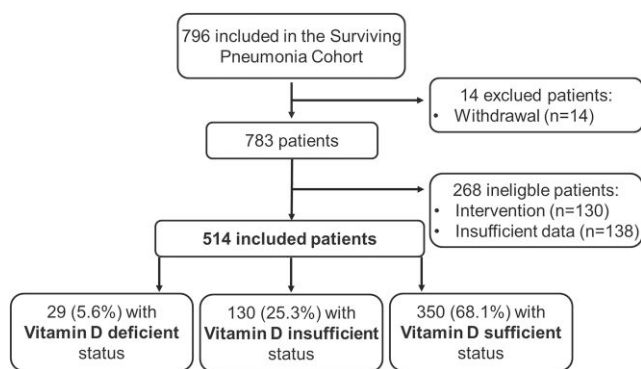 796 included in the Surviving
Pneumonia Cohort
14 exclued patients:
• Withdrawal (n=14)
783 patients
268 ineligble patients:
• Intervention (n=130)
• Insufficient data (n=138)
514 included patients
29 (5.6%) with
Vitamin D deficient
status
130 (25.3%) with
Vitamin D insufficient
status
350 (68.1%) with
Vitamin D sufficient
status